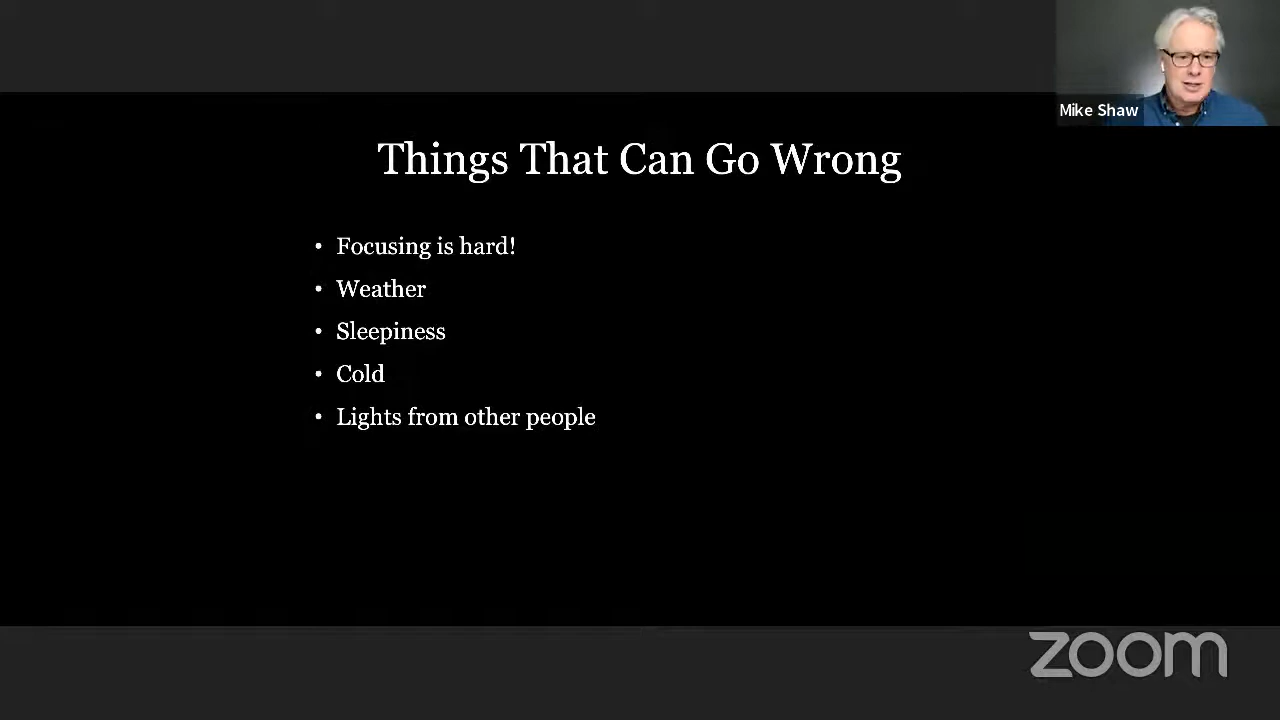 Mike Shaw
Things That Can Go Wrong
• Focusing is hard!
• Weather
• Sleepiness
• Cold
• Lights from other people
zoom